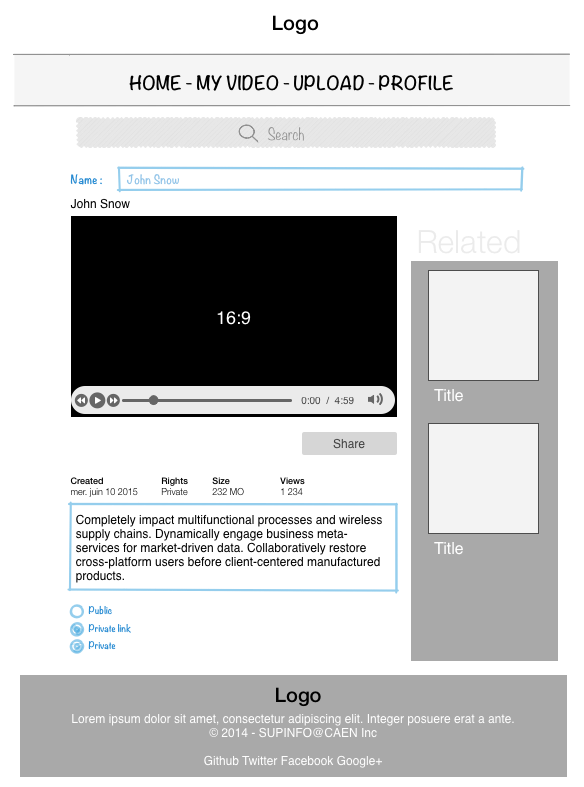 Logo
HOME - MY VIDEO - UPLOAD - PROFILE
Search
Name : John Snow
John Snow
Related
16:9
0:00 / 4:59
Title
Share
Created Rights Size Views
mer. juin 10 2015 Private 232 MO 1 234
Completely impact multifunctional processes and wireless
supply chains. Dynamically engage business meta-
services for market-driven data. Collaboratively restore
cross-platform users before client-centered manufactured
products.
Title
Public
Private link
Private
Logo
Lorem ipsum dolor sit amet, consectetur adipiscing elit. Integer posuere erat a ante.
© 2014 - SUPINFO@CAEN Inc
Github Twitter Facebook Google+